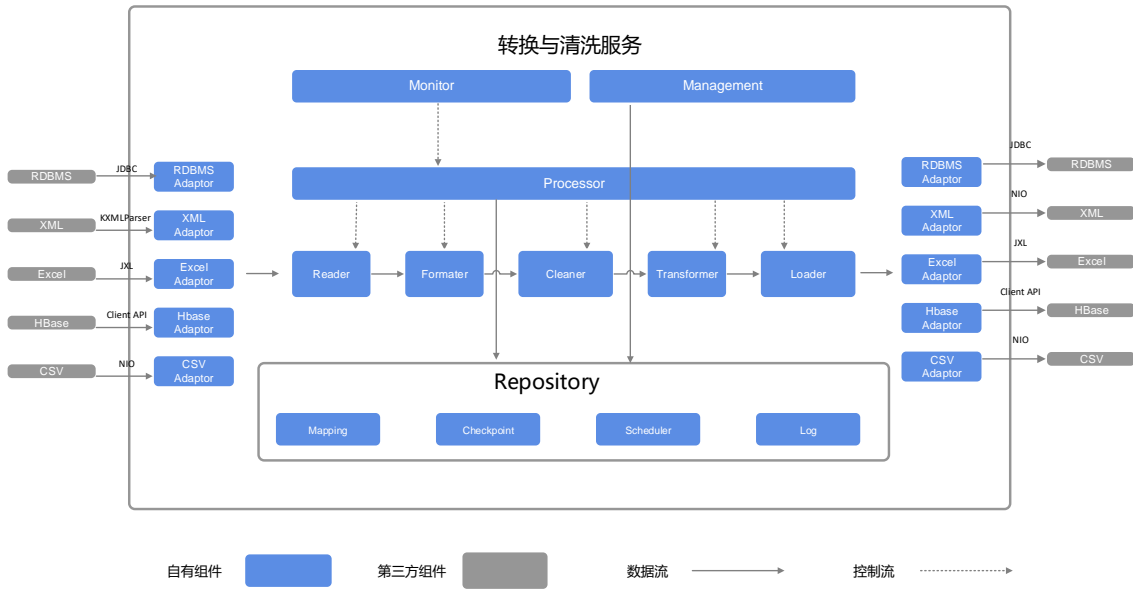 转换与清洗服务
Monitor
Management
Processor
Reader
Formater
Cleaner
Transformer
Loader
RDBMS
JDBC
RDBMS
Adaptor
XML
KXMLParser
XML
Adaptor
Excel
JXL
Excel
Adaptor
HBase
Client API
Hbase
Adaptor
CSV
NIO
CSV
Adaptor
RDBMS
Adaptor
JDBC
RDBMS
XML
Adaptor
NIO
XML
Excel
Adaptor
JXL
Excel
Hbase
Adaptor
Client API
HBase
CSV
Adaptor
NIO
CSV
Repository
Mapping
Checkpoint
Scheduler
Log
自有组件
第三方组件
数据流
控制流